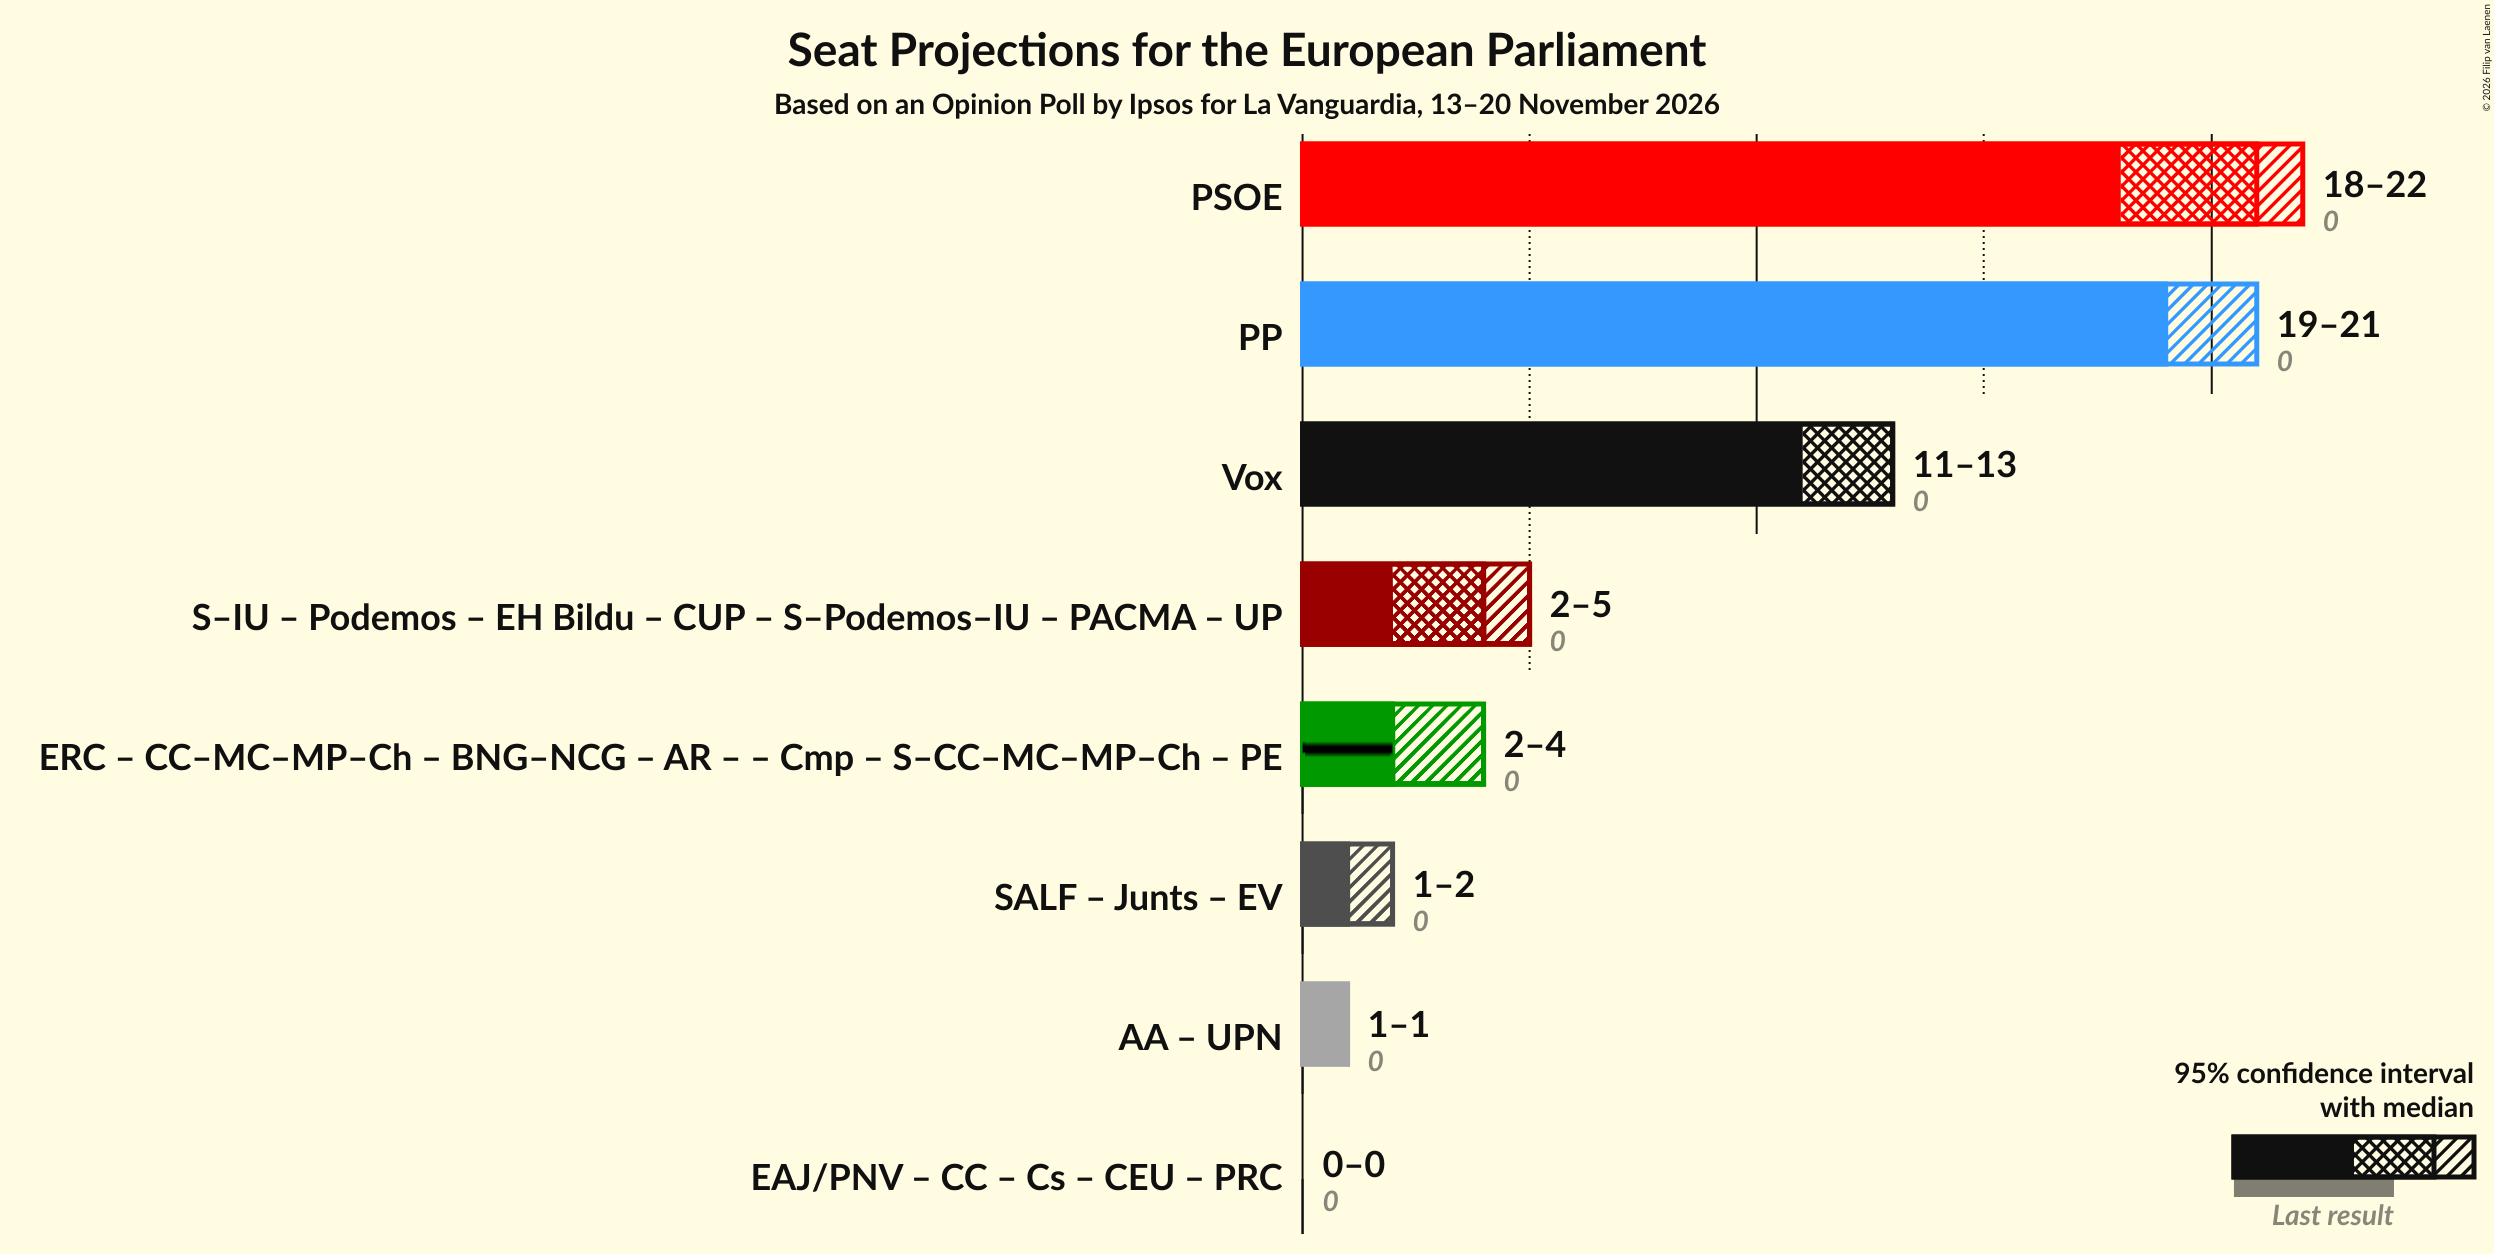 Seat Projections for the European Parliament
Based on an Opinion Poll by Ipsos for La Vanguardia, 13–20 November 2026
© 2026 Filip van Laenen
PSOE
18–22
0
PP
19–21
0
Vox
11–13
0
S–IU – Podemos – EH Bildu – CUP – S–Podemos–IU – PACMA – UP
2–5
0
ERC – CC–MC–MP–Ch – BNG–NCG – AR – – Cmp – S–CC–MC–MP–Ch – PE
2–4
0
SALF – Junts – EV
1–2
0
AA – UPN
1–1
0
EAJ/PNV – CC – Cs – CEU – PRC
0–0
0
95% confidence interval
with median
Last result